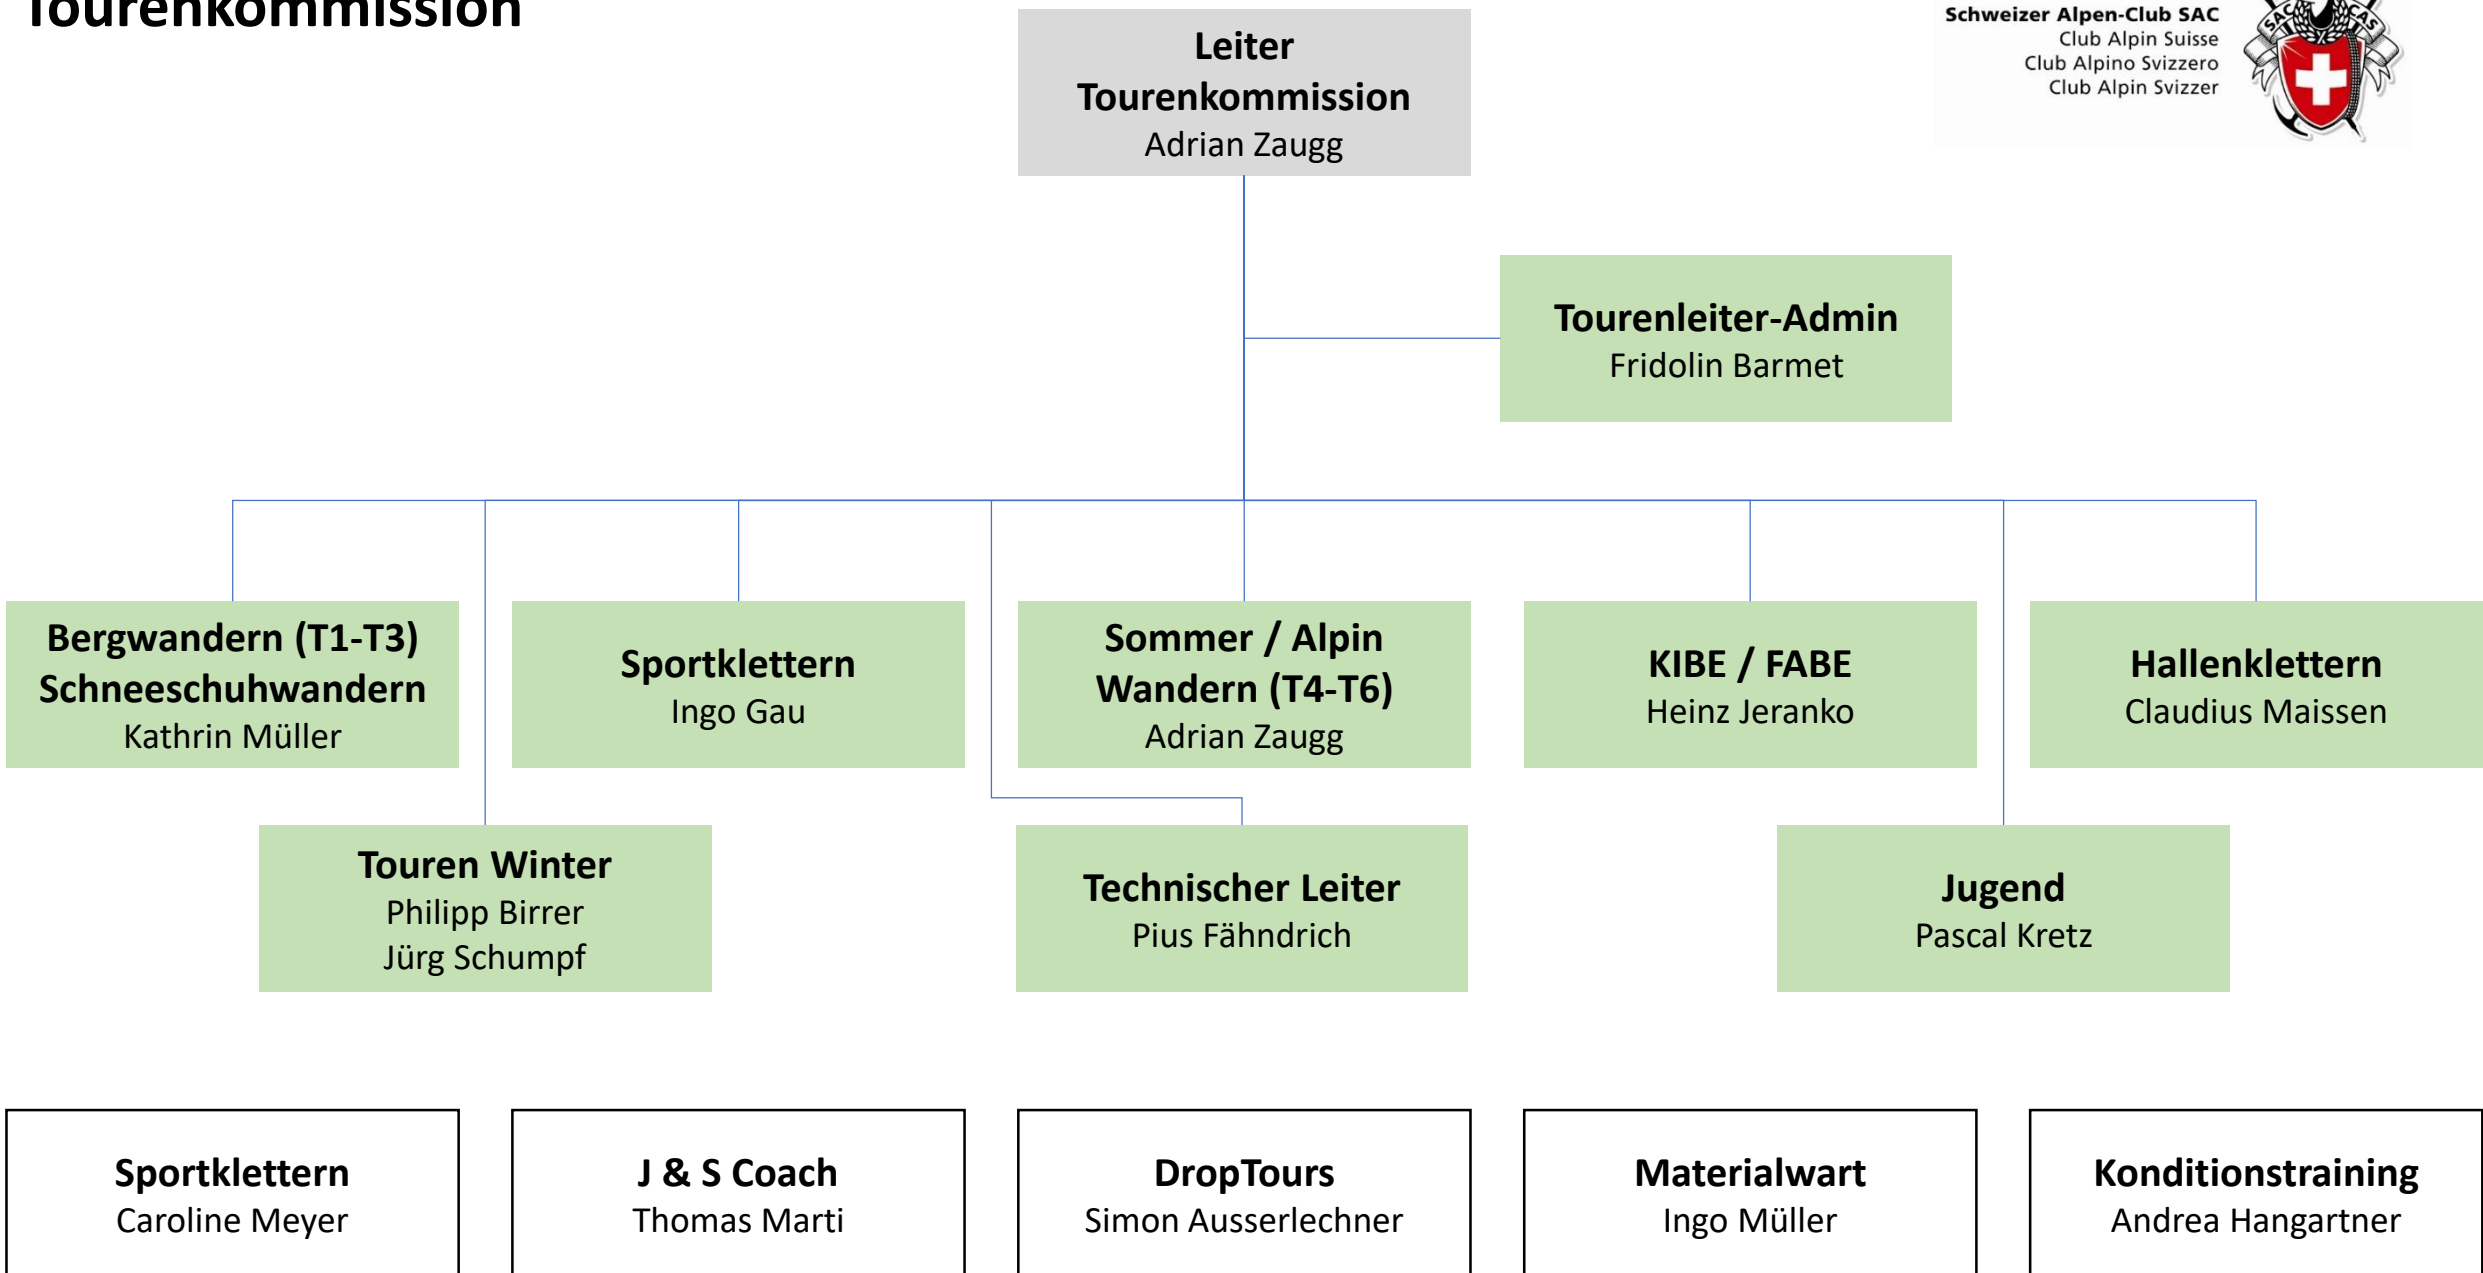 Tourenkommission
Schweizer Alpen-Club SAC
Club Alpin Suisse
Club Alpino Svizzero
Club Alpin Svizzer
SAC
CAS
Leiter
Tourenkommission
Adrian Zaugg
Tourenleiter-Admin
Fridolin Barmet
Bergwandern (T1-T3)
Schneeschuhwandern
Kathrin Müller
Sportklettern
Ingo Gau
Sommer / Alpin
Wandern (T4-T6)
Adrian Zaugg
KIBE / FABE
Heinz Jeranko
Hallenklettern
Claudius Maissen
Touren Winter
Philipp Birrer
Jürg Schumpf
Technischer Leiter
Pius Fähndrich
Jugend
Pascal Kretz
Sportklettern
Caroline Meyer
J & S Coach
Thomas Marti
DropTours
Simon Ausserlechner
Materialwart
Ingo Müller
Konditionstraining
Andrea Hangartner